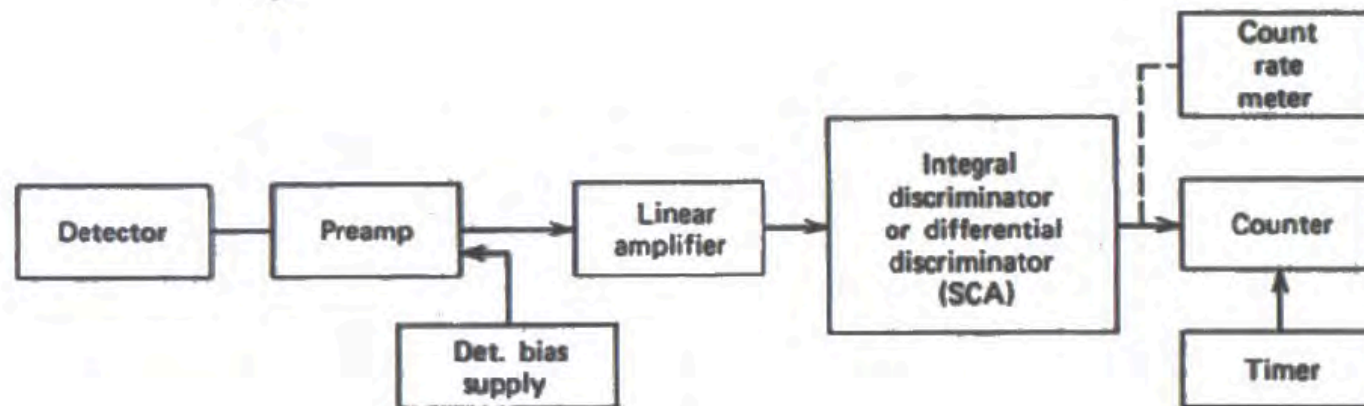 Detector
Preamp
Det. bias
supply
Linear
amplifier
Integral
discriminator
or differential
discriminator
(SCA)
Count
rate
meter
Counter
Timer